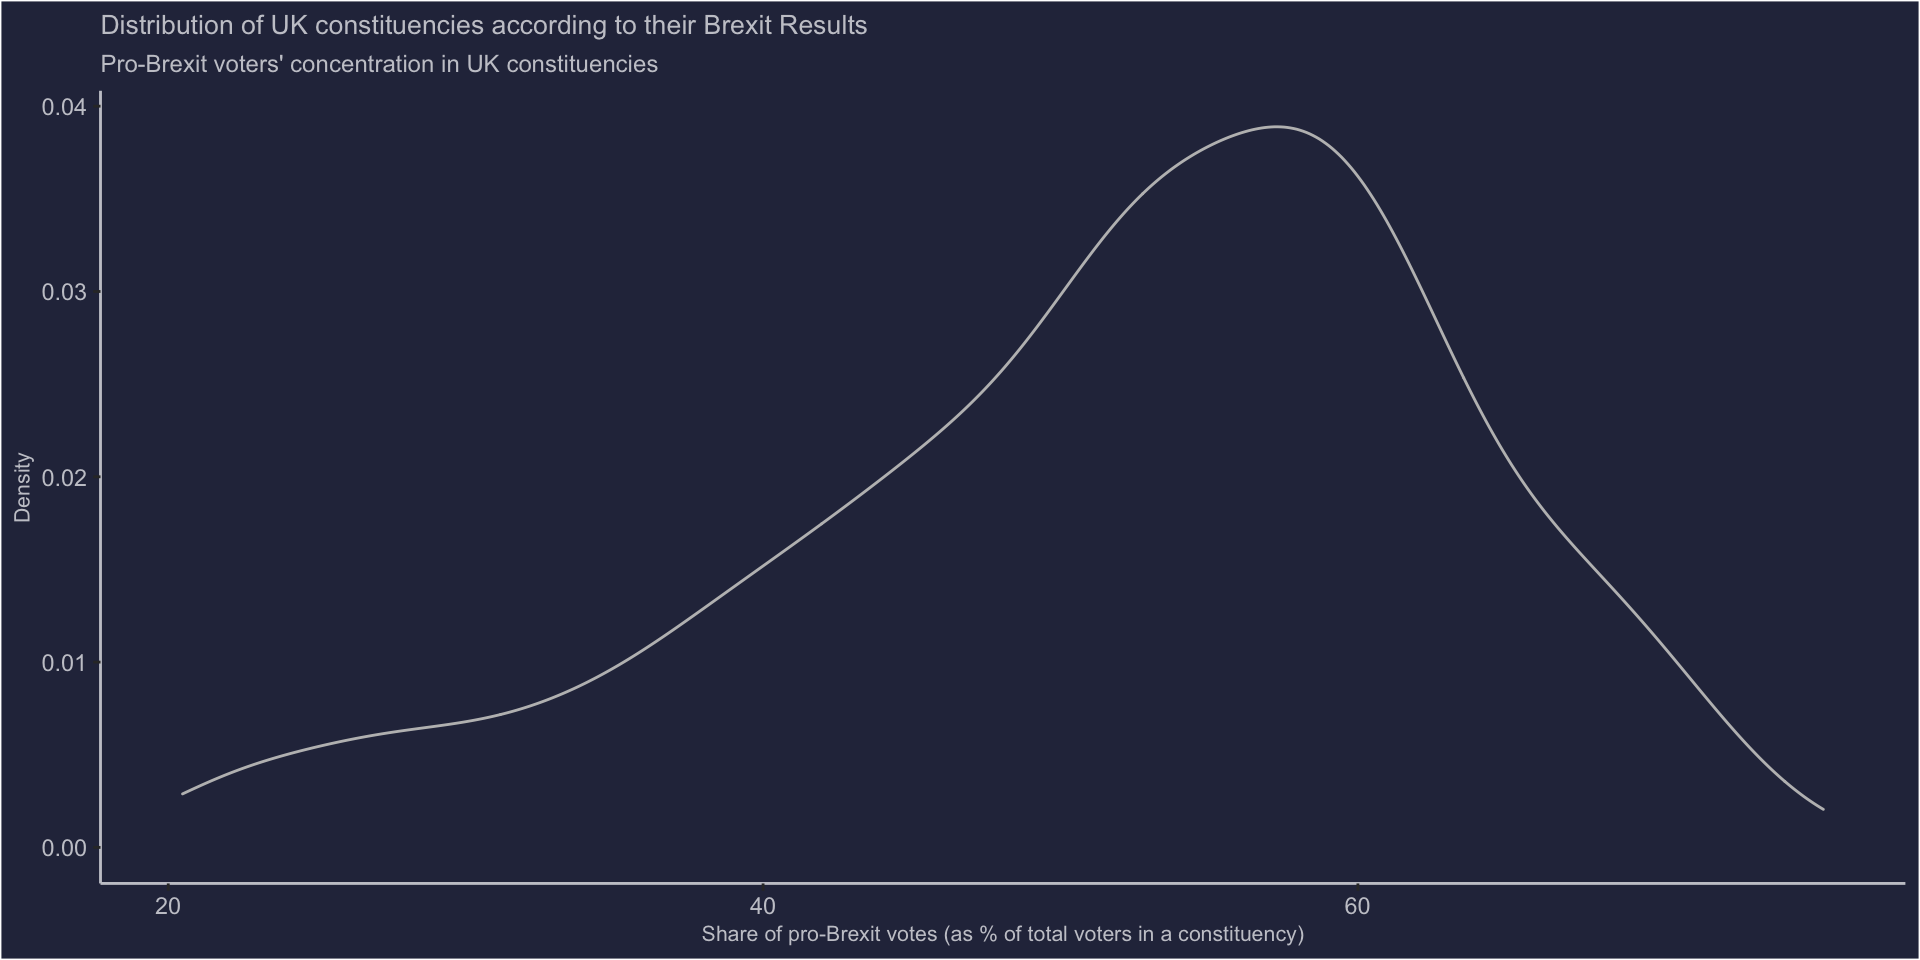 Distribution of UK constituencies according to their Brexit Results
Pro-Brexit voters' concentration in UK constituencies
0.04
0.03
0.02
0.01
0.00
Density
20 40 60
Share of pro-Brexit votes (as % of total voters in a constituency)